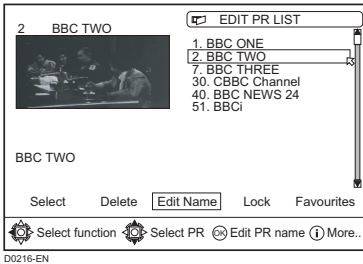 2 BBC TWO
EDIT PR LIST
1. BBC ONE
2. BBC TWO
7. BBC THREE
30. CBBC Channel
40. BBC NEWS 24
51. BBCi
BBC TWO
Select Delete Edit Name Lock Favourites
Select function Select PR OK Edit PR name i More..
D0216-EN